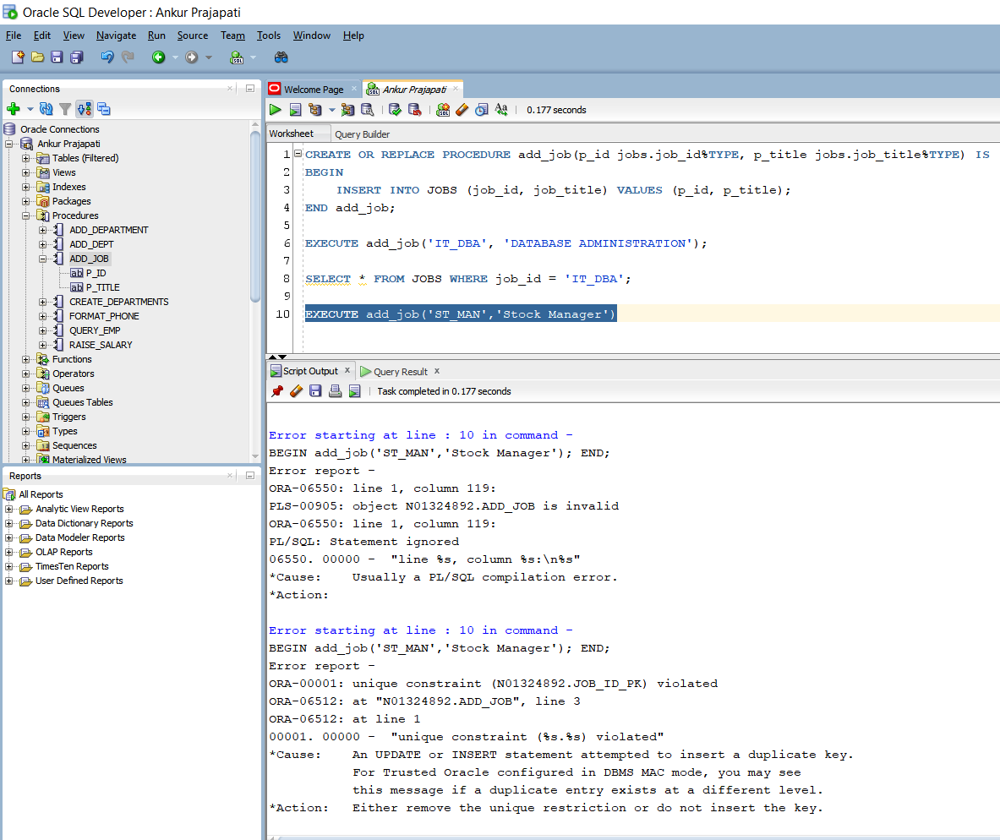 Oracle SQL Developer : Ankur Prajapati
File Edit View Navigate Run Source Team Tools Window Help
Connections
Oracle Connections
Ankur Prajapati
Tables (Filtered)
Views
Indexes
Packages
Procedures
ADD_DEPARTMENT
ADD_DEPT
ADD_JOB
P_ID
P_TITLE
CREATE_DEPARTMENTS
FORMAT_PHONE
QUERY_EMP
RAISE_SALARY
Functions
Operators
Queues
Queues Tables
Triggers
Types
Sequences
Materialized Views
Reports
All Reports
Analytic View Reports
Data Dictionary Reports
Data Modeler Reports
OLAP Reports
TimesTen Reports
User Defined Reports
Welcome Page Ankur Prajapati
0.177 seconds
Worksheet Query Builder
1 CREATE OR REPLACE PROCEDURE add_job(p_id jobs.job_id%TYPE, p_title jobs.job_title%TYPE) IS
2 BEGIN
3 INSERT INTO JOBS (job_id, job_title) VALUES (p_id, p_title);
4 END add_job;
5
6 EXECUTE add_job('IT_DBA', 'DATABASE ADMINISTRATION');
7
8 SELECT * FROM JOBS WHERE job_id = 'IT_DBA';
9
10 EXECUTE add_job('ST_MAN','Stock Manager')
Script Output x Query Result x
Task completed in 0.177 seconds
Error starting at line : 10 in command -
BEGIN add_job('ST_MAN','Stock Manager'); END;
Error report -
ORA-06550: line 1, column 119:
PLS-00905: object N01324892.ADD_JOB is invalid
ORA-06550: line 1, column 119:
PL/SQL: Statement ignored
06550. 00000 - "line %s, column %s:\n%s"
*Cause: Usually a PL/SQL compilation error.
*Action:
Error starting at line : 10 in command -
BEGIN add_job('ST_MAN','Stock Manager'); END;
Error report -
ORA-00001: unique constraint (N01324892.JOB_ID_PK) violated
ORA-06512: at "N01324892.ADD_JOB", line 3
ORA-06512: at line 1
00001. 00000 - "unique constraint (%s.%s) violated"
*Cause: An UPDATE or INSERT statement attempted to insert a duplicate key.
For Trusted Oracle configured in DBMS MAC mode, you may see
this message if a duplicate entry exists at a different level.
*Action: Either remove the unique restriction or do not insert the key.